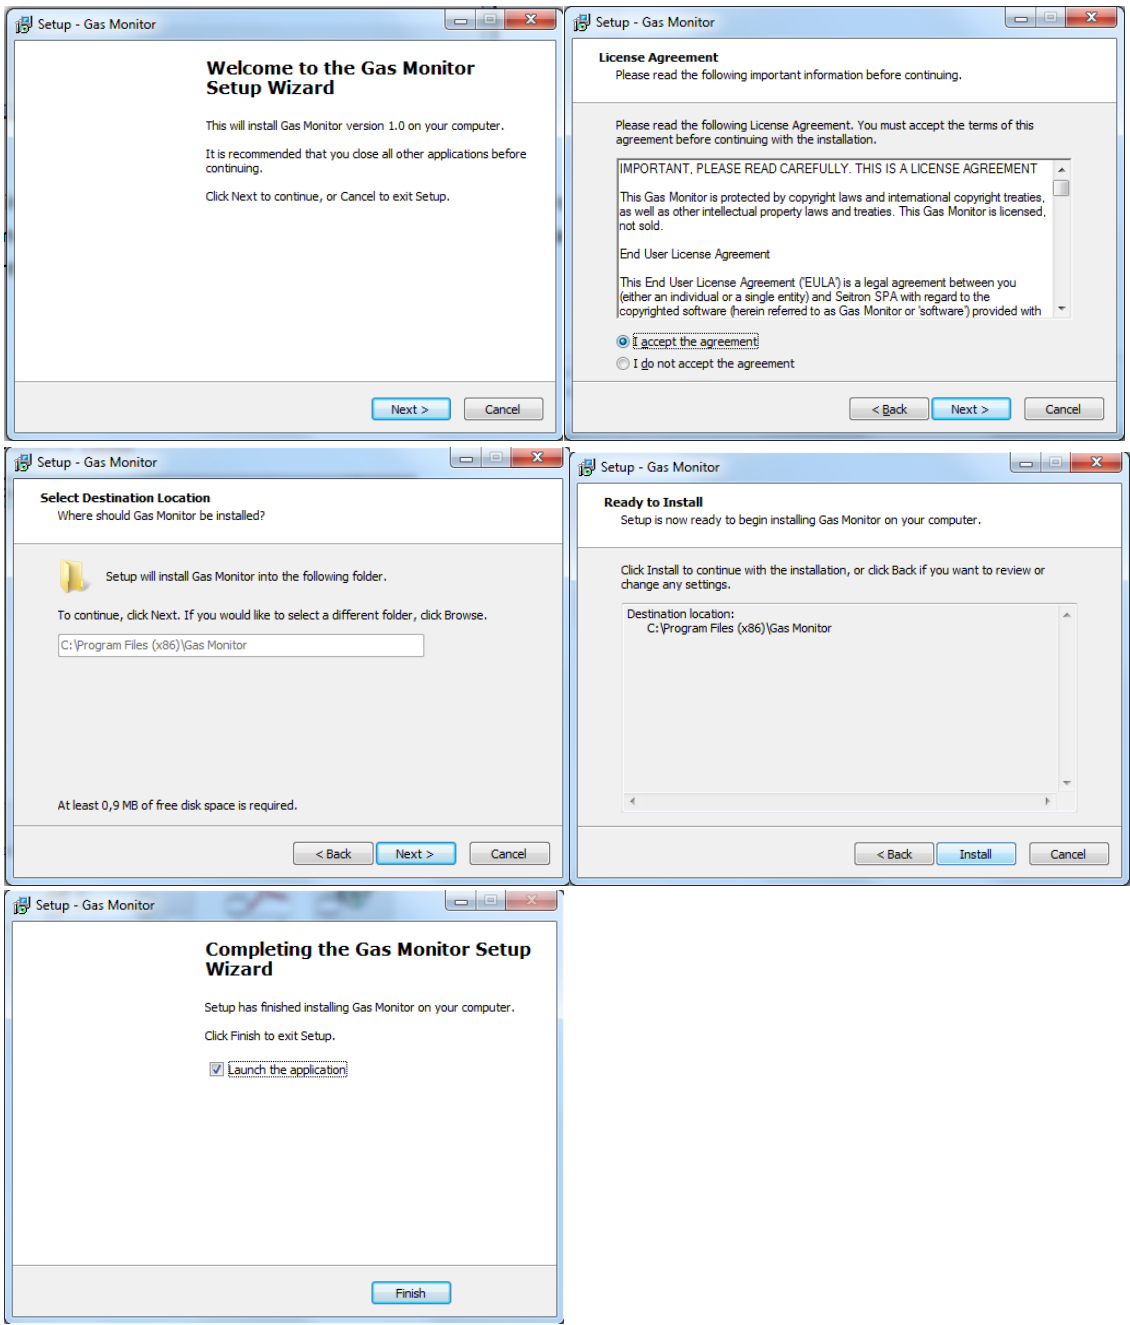 Setup - Gas Monitor
Welcome to the Gas Monitor
Setup Wizard
This will install Gas Monitor version 1.0 on your computer.
It is recommended that you close all other applications before
continuing.
Click Next to continue, or Cancel to exit Setup.
Next >
Cancel
Setup - Gas Monitor
License Agreement
Please read the following important information before continuing.
Please read the following License Agreement. You must accept the terms of this
agreement before continuing with the installation.
IMPORTANT, PLEASE READ CAREFULLY. THIS IS A LICENSE AGREEMENT
This Gas Monitor is protected by copyright laws and international copyright treaties,
as well as other intellectual property laws and treaties. This Gas Monitor is licensed,
not sold.
End User License Agreement
This End User License Agreement ('EULA') is a legal agreement between you
(either an individual or a single entity) and Seitron SPA with regard to the
copyrighted software (herein referred to as Gas Monitor or 'software') provided with
I accept the agreement
I do not accept the agreement
< Back
Next >
Cancel
Setup - Gas Monitor
Select Destination Location
Where should Gas Monitor be installed?
Setup will install Gas Monitor into the following folder.
To continue, click Next. If you would like to select a different folder, click Browse.
C:\Program Files (x86)\Gas Monitor
At least 0,9 MB of free disk space is required.
< Back
Next >
Cancel
Setup - Gas Monitor
Ready to Install
Setup is now ready to begin installing Gas Monitor on your computer.
Click Install to continue with the installation, or click Back if you want to review or
change any settings.
Destination location:
C:\Program Files (x86)\Gas Monitor
< Back
Install
Cancel
Setup - Gas Monitor
Completing the Gas Monitor Setup
Wizard
Setup has finished installing Gas Monitor on your computer.
Click Finish to exit Setup.
Launch the application
Finish